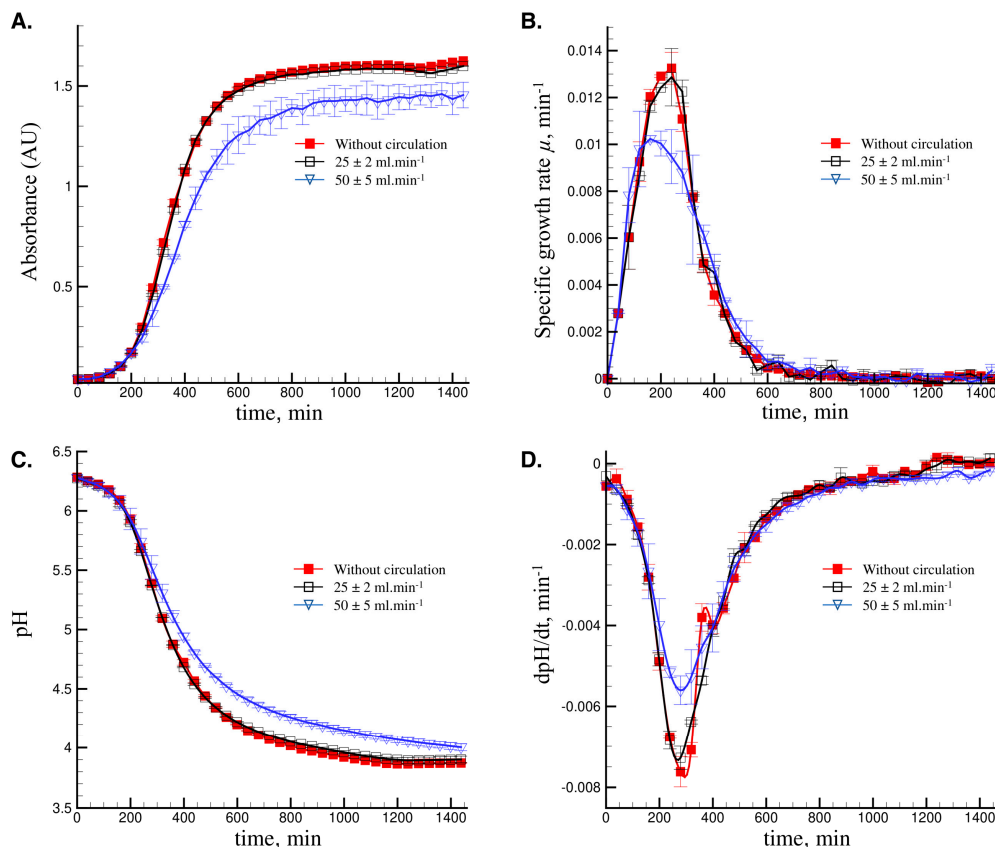 A.
Absorbance (AU)
1.5
1
0.5
0 200 400 600 800 1000 1200 1400
time, min
Without circulation
25 ± 2 ml.min⁻¹
50 ± 5 ml.min⁻¹
B.
Specific growth rate μ, min⁻¹
0.014
0.012
0.01
0.008
0.006
0.004
0.002
0
0 200 400 600 800 1000 1200 1400
time, min
Without circulation
25 ± 2 ml.min⁻¹
50 ± 5 ml.min⁻¹
C.
pH
6.5
6
5.5
5
4.5
4
3.5
0 200 400 600 800 1000 1200 1400
time, min
Without circulation
25 ± 2 ml.min⁻¹
50 ± 5 ml.min⁻¹
D.
dpH/dt, min⁻¹
0
-0.002
-0.004
-0.006
-0.008
0 200 400 600 800 1000 1200 1400
time, min
Without circulation
25 ± 2 ml.min⁻¹
50 ± 5 ml.min⁻¹